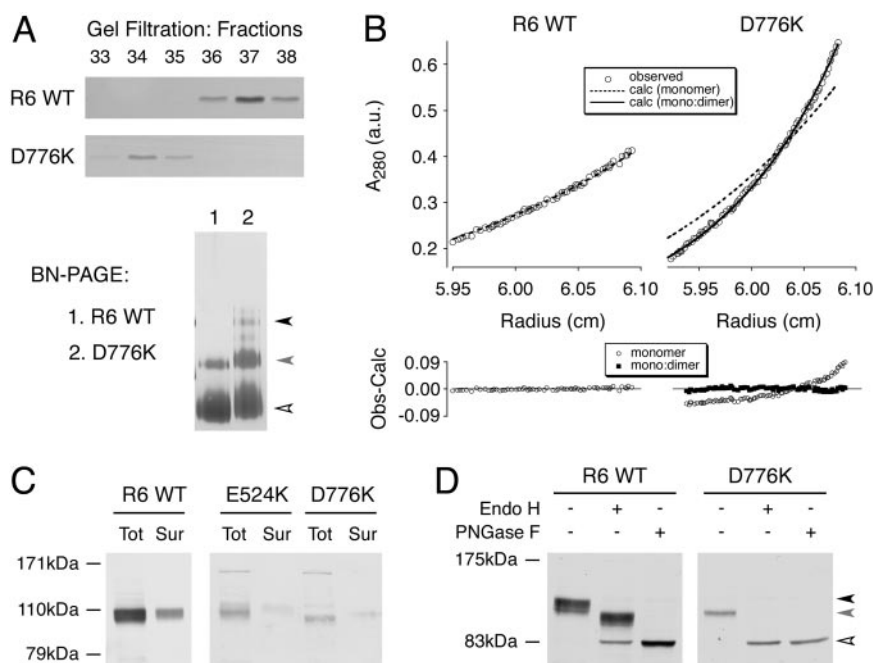 A
Gel Filtration: Fractions
33 34 35 36 37 38
R6 WT
D776K
1 2
BN-PAGE:
1. R6 WT
2. D776K
B
R6 WT D776K
observed
calc (monomer)
calc (mono:dimer)
A280 (a.u.)
0.6
0.4
0.3
0.2
5.95 6.00 6.05 6.10 5.95 6.00 6.05 6.10
Radius (cm) Radius (cm)
monomer
mono:dimer
Obs-Calc
0.09
0.00
-0.09
C
R6 WT E524K D776K
Tot Sur Tot Sur Tot Sur
171kDa
110kDa
79kDa
D
R6 WT D776K
Endo H - + - + 
PNGase F - + - +
175kDa
83kDa